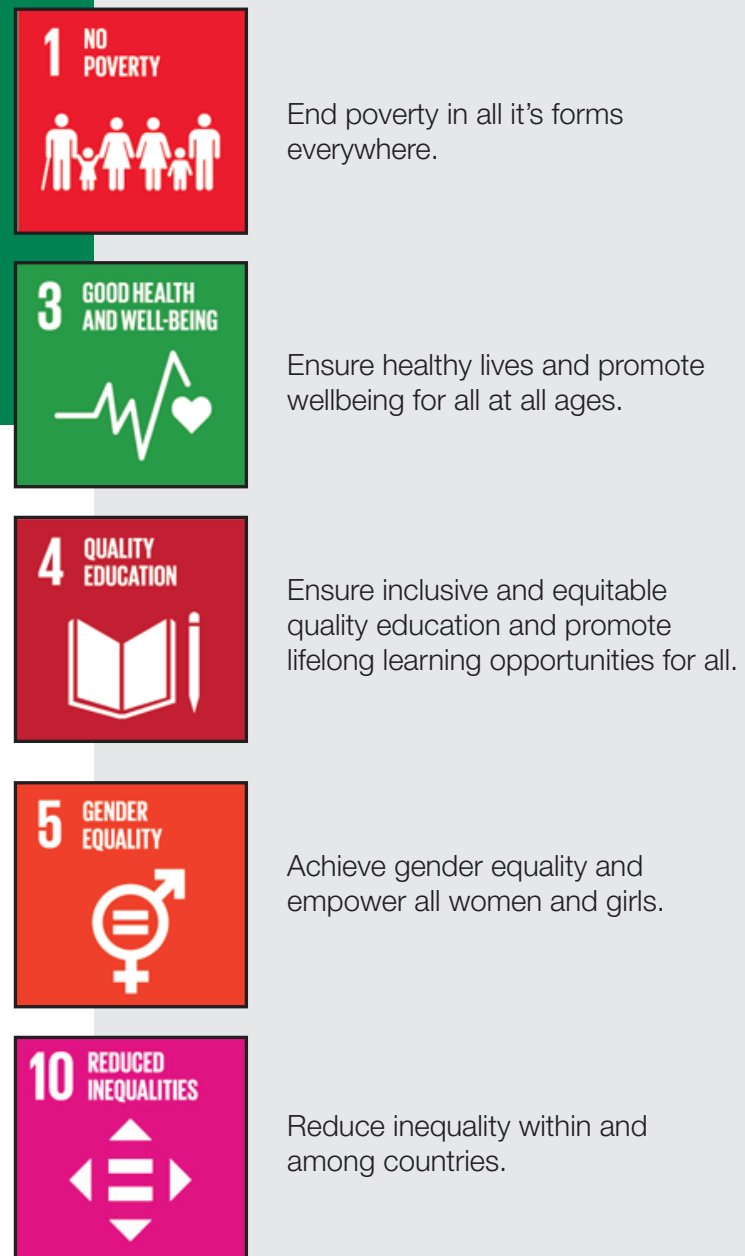 1 NO
POVERTY
End poverty in all it’s forms
everywhere.
3 GOOD HEALTH
AND WELL-BEING
Ensure healthy lives and promote
wellbeing for all at all ages.
4 QUALITY
EDUCATION
Ensure inclusive and equitable
quality education and promote
lifelong learning opportunities for all.
5 GENDER
EQUALITY
Achieve gender equality and
empower all women and girls.
10 REDUCED
INEQUALITIES
Reduce inequality within and
among countries.